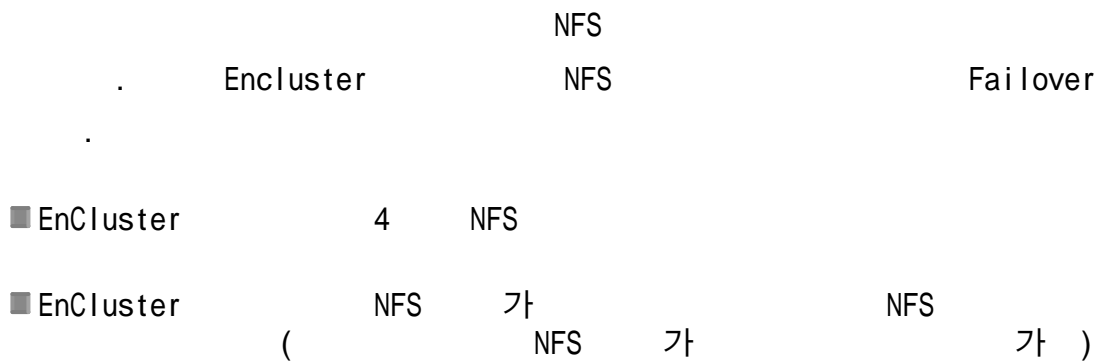 NFS
. Encluster NFS Failover
.
EnCluster 4 NFS
EnCluster NFS 가 NFS
( NFS 가 가 )